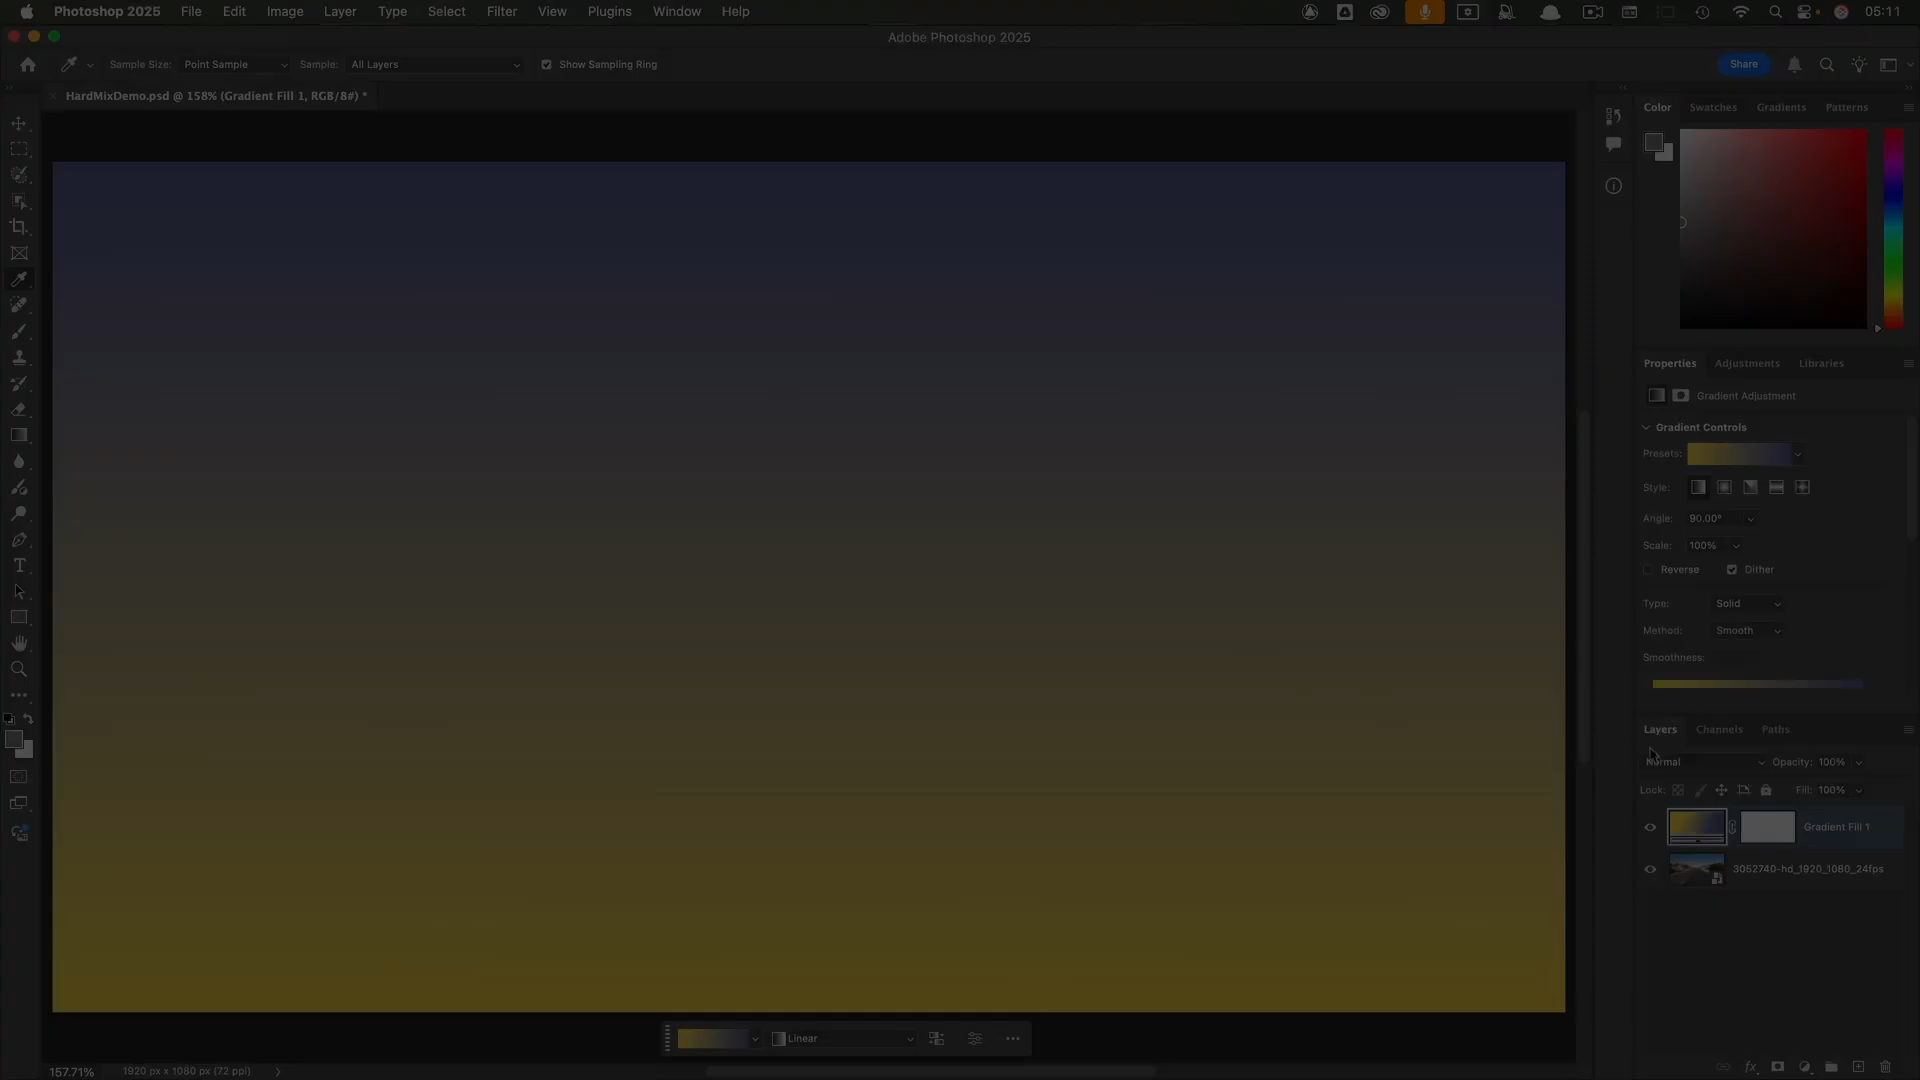 Photoshop 2025 File Edit Image Layer Type Select Filter View Plugins Window Help 05:11
Adobe Photoshop 2025
Sample Size: Point Sample Sample: All Layers Show Sampling Ring Share
HardMixDemo.psd @ 158% (Gradient Fill 1, RGB/8#) *
Color Swatches Gradients Patterns
Properties Adjustments Libraries
Gradient Adjustment
Gradient Controls
Presets:
Style:
Angle: 90.00°
Scale: 100%
Reverse Dither
Type: Solid
Method: Smooth
Smoothness:
Layers Channels Paths
Normal Opacity: 100%
Lock: Fill: 100%
Gradient Fill 1
3052740-hd_1920_1080_24fps
Linear
157.71% 1920 px x 1080 px (72 ppi)